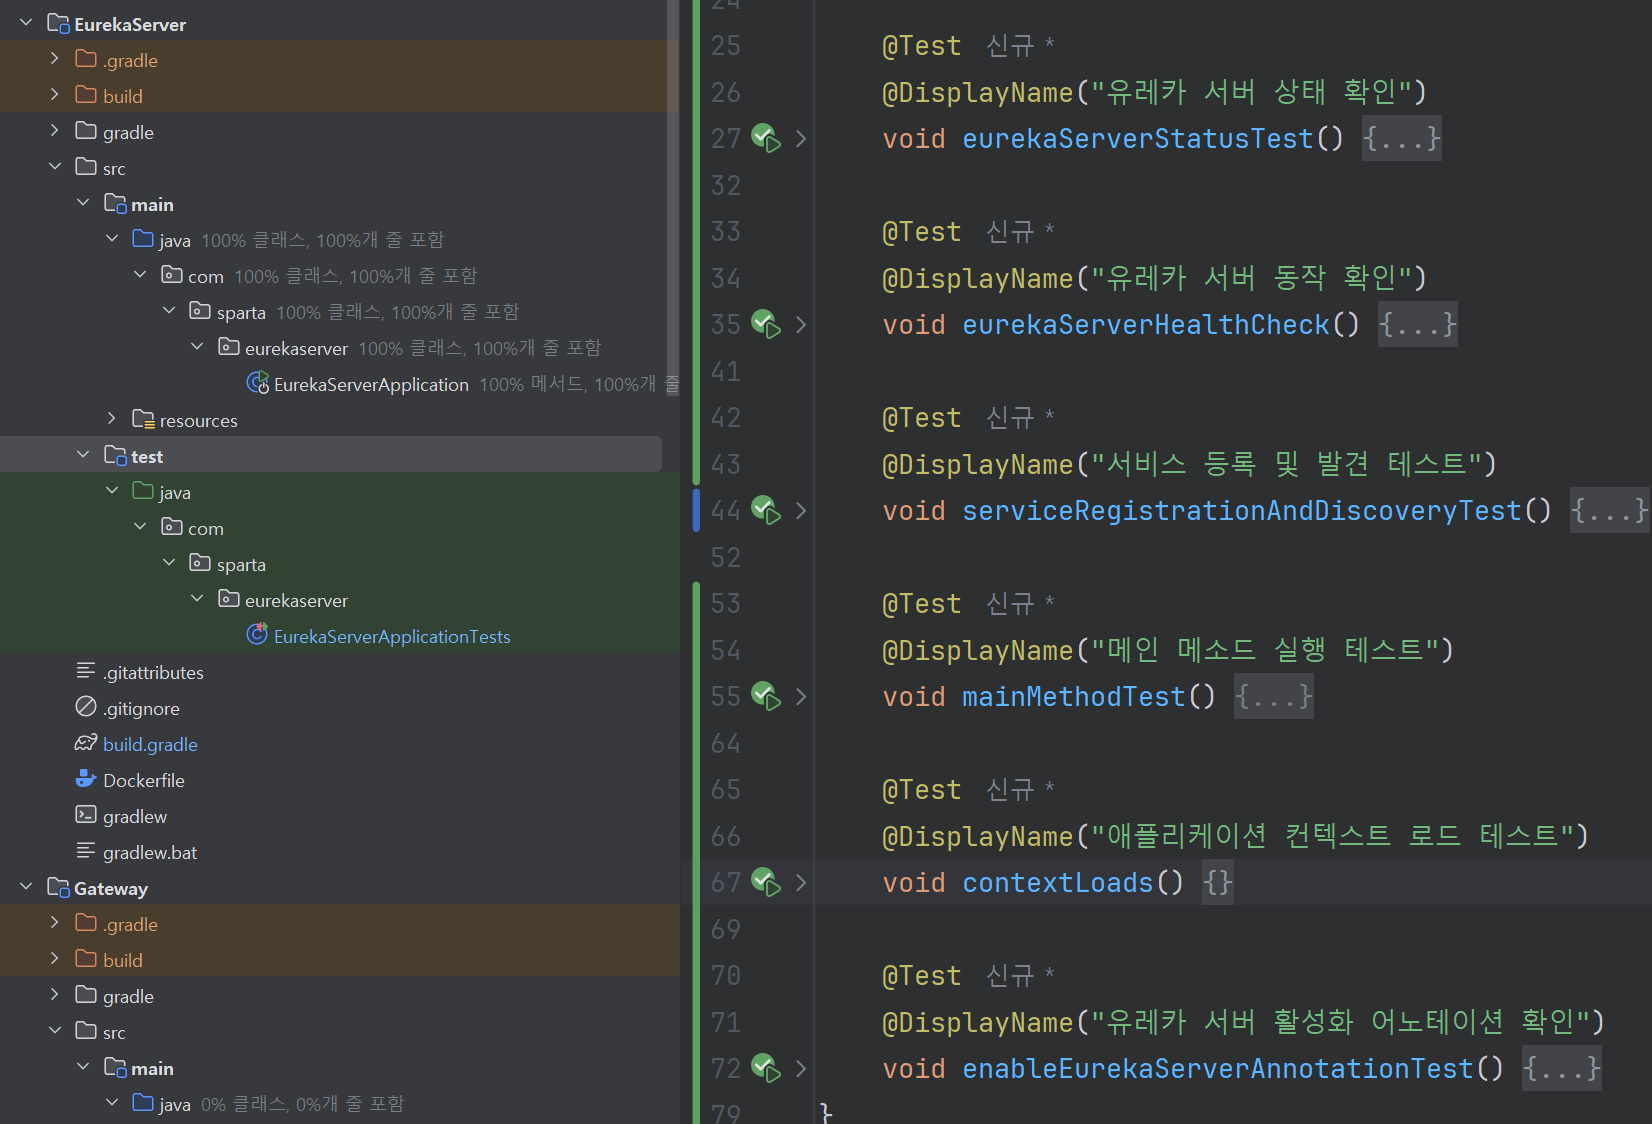 EurekaServer
.gradle
build
gradle
src
main
java 100% 클래스, 100%개 줄 포함
com 100% 클래스, 100%개 줄 포함
sparta 100% 클래스, 100%개 줄 포함
eurekaserver 100% 클래스, 100%개 줄 포함
EurekaServerApplication 100% 메서드, 100%개 줄
resources
test
java
com
sparta
eurekaserver
EurekaServerApplicationTests
.gitattributes
.gitignore
build.gradle
Dockerfile
gradlew
gradlew.bat
Gateway
.gradle
build
gradle
src
main
java 0% 클래스, 0%개 줄 포함
24
25 @Test 신규 *
26 @DisplayName("유레카 서버 상태 확인")
27 void eurekaServerStatusTest() {...}
32
33 @Test 신규 *
34 @DisplayName("유레카 서버 동작 확인")
35 void eurekaServerHealthCheck() {...}
41
42 @Test 신규 *
43 @DisplayName("서비스 등록 및 발견 테스트")
44 void serviceRegistrationAndDiscoveryTest() {...}
52
53 @Test 신규 *
54 @DisplayName("메인 메소드 실행 테스트")
55 void mainMethodTest() {...}
64
65 @Test 신규 *
66 @DisplayName("애플리케이션 컨텍스트 로드 테스트")
67 void contextLoads() {}
69
70 @Test 신규 *
71 @DisplayName("유레카 서버 활성화 어노테이션 확인")
72 void enableEurekaServerAnnotationTest() {...}
79 }